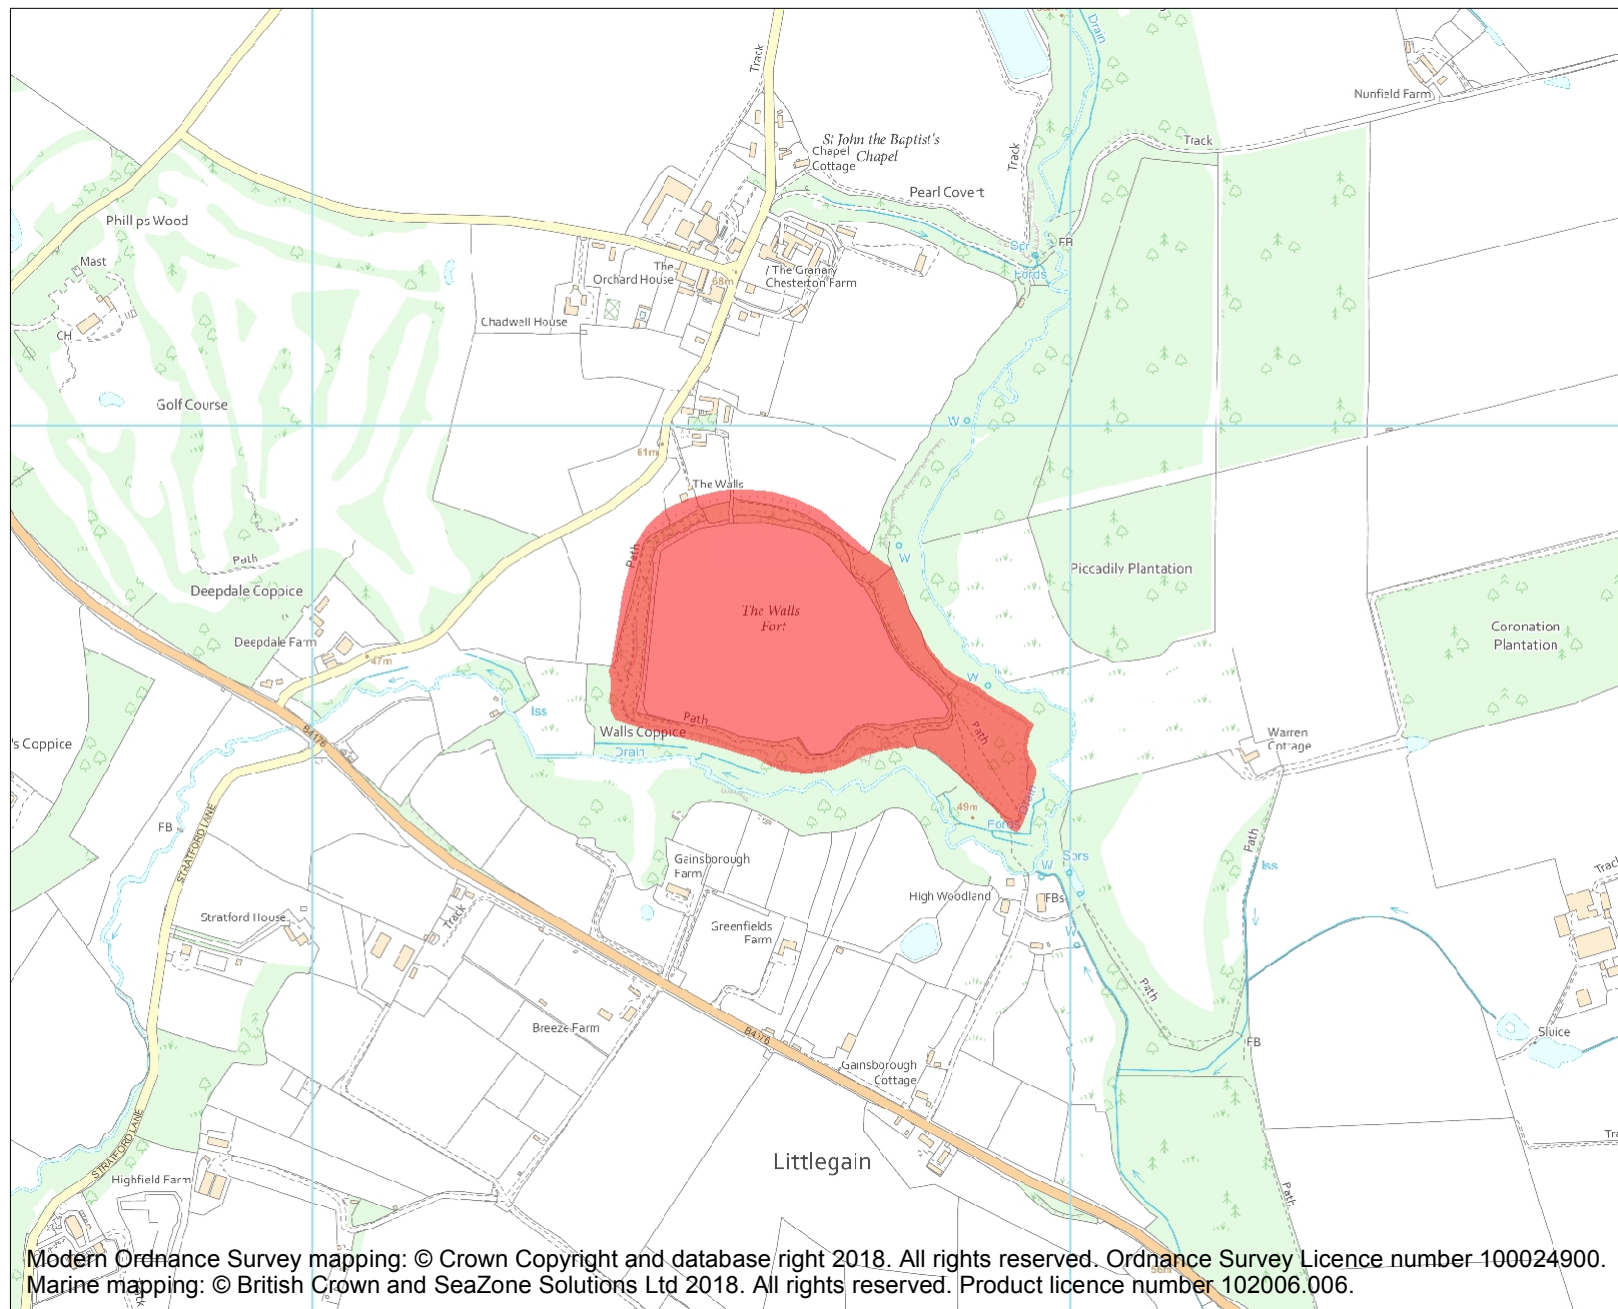 Drain
Track
Nunfield Farm
St John the Baptist's
Chapel
Chapel
Cottage
Track
Track
Pearl Covert
Phillips Wood
FB
Spr
Fords
Mast
The
Orchard House
68m
The Granary
Chesterton Farm
Chadwell House
CH
Golf Course
W
61m
The Walls
Path
W
Path
Piccadily Plantation
Deepdale Coppice
The Walls
Fort
Coronation
Plantation
Deepdale Farm
47m
W
Iss
Path
Path
B4176
's Coppice
Walls Coppice
Drain
Warren
Cottage
49m
Drain
Fords
FB
STRATFORD LANE
Path
Gainsborough
Farm
W
Sprs
Iss
Track
High Woodland
FBs
Stratford House
Track
Greenfields
Farm
W
Path
Breeze Farm
B4176
Sluice
FB
Gainsborough
Cottage
STRATFORD LANE
Littlegain
Highfield Farm
Path
Modern Ordnance Survey mapping: © Crown Copyright and database right 2018. All rights reserved. Ordnance Survey Licence number 100024900.
Marine mapping: © British Crown and SeaZone Solutions Ltd 2018. All rights reserved. Product licence number 102006.006.